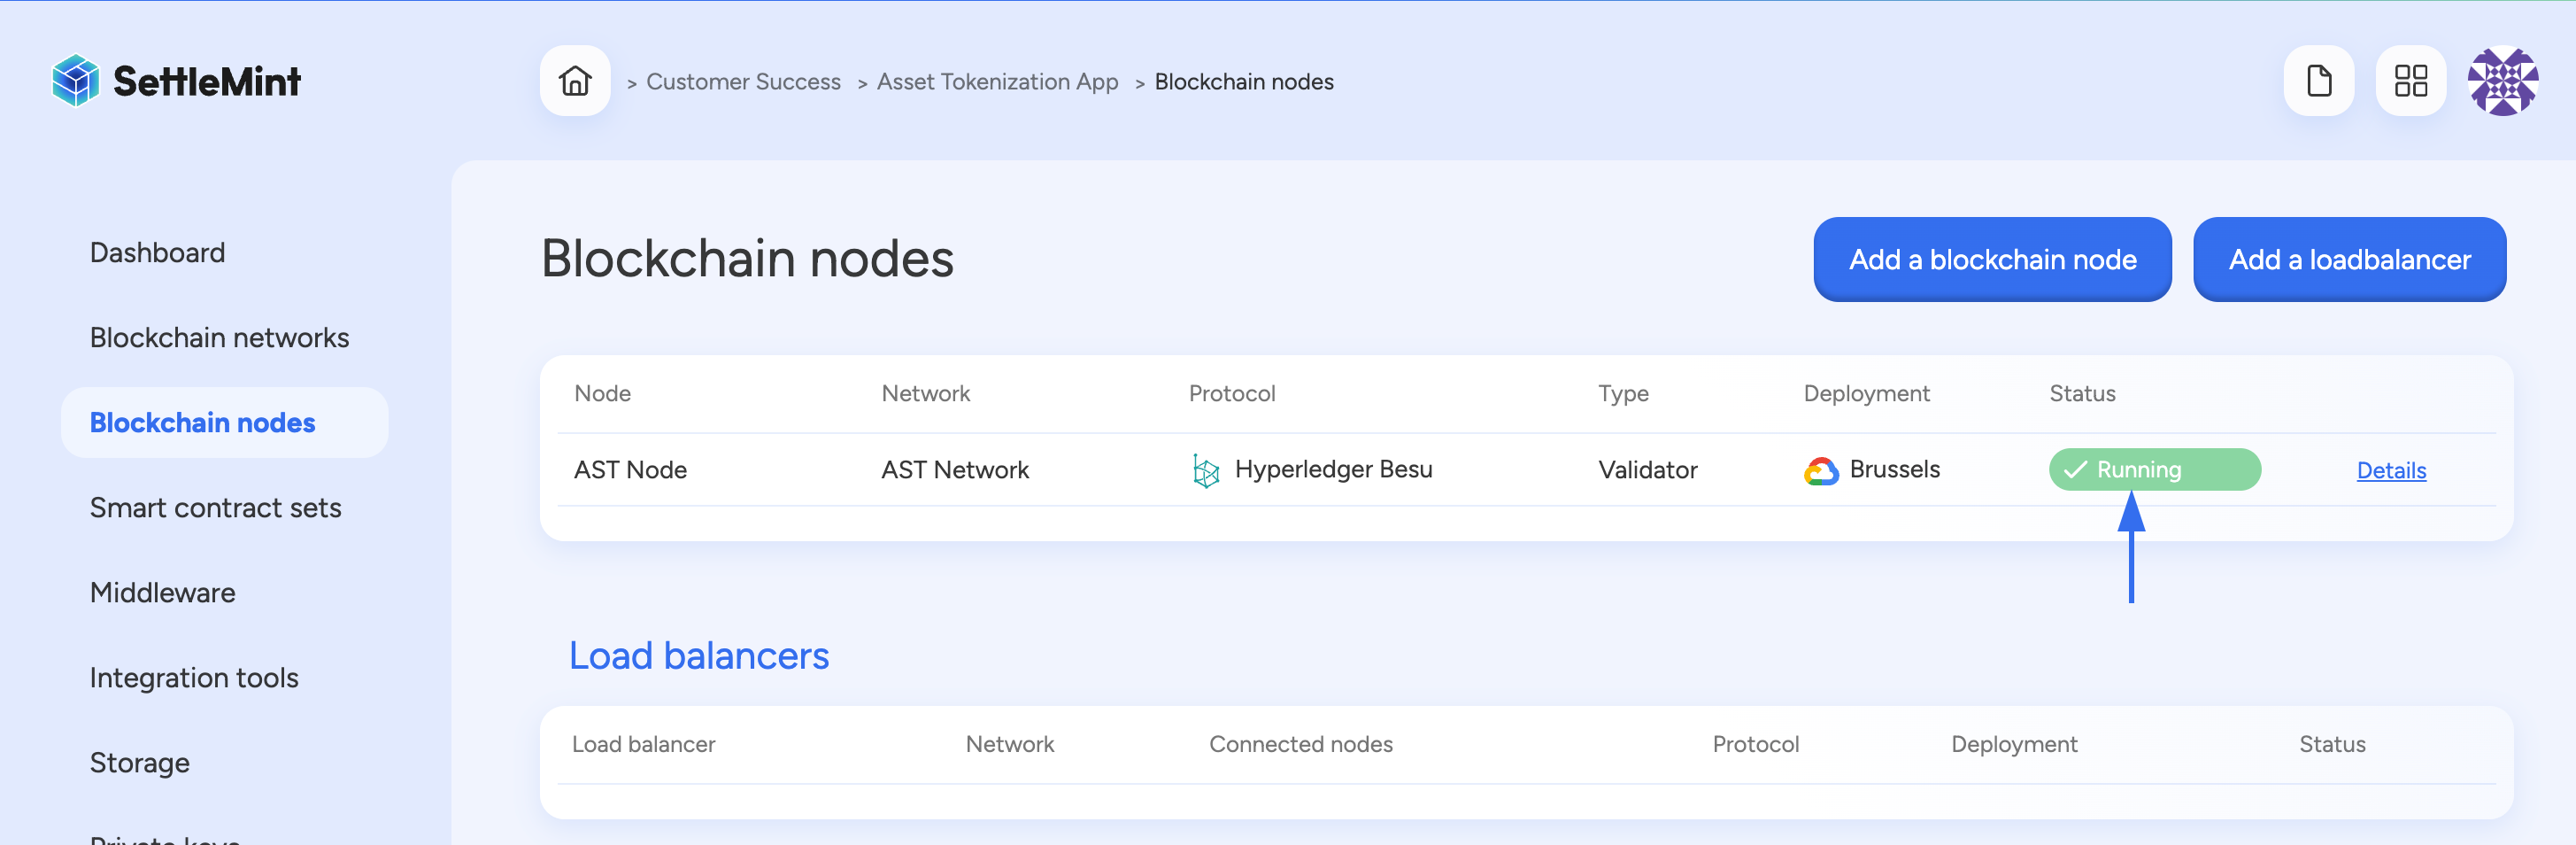 SettleMint
> Customer Success > Asset Tokenization App > Blockchain nodes
Dashboard
Blockchain networks
Blockchain nodes
Smart contract sets
Middleware
Integration tools
Storage
Private keys
Blockchain nodes
Add a blockchain node
Add a loadbalancer
Node Network Protocol Type Deployment Status
AST Node AST Network Hyperledger Besu Validator Brussels Running Details
Load balancers
Load balancer Network Connected nodes Protocol Deployment Status